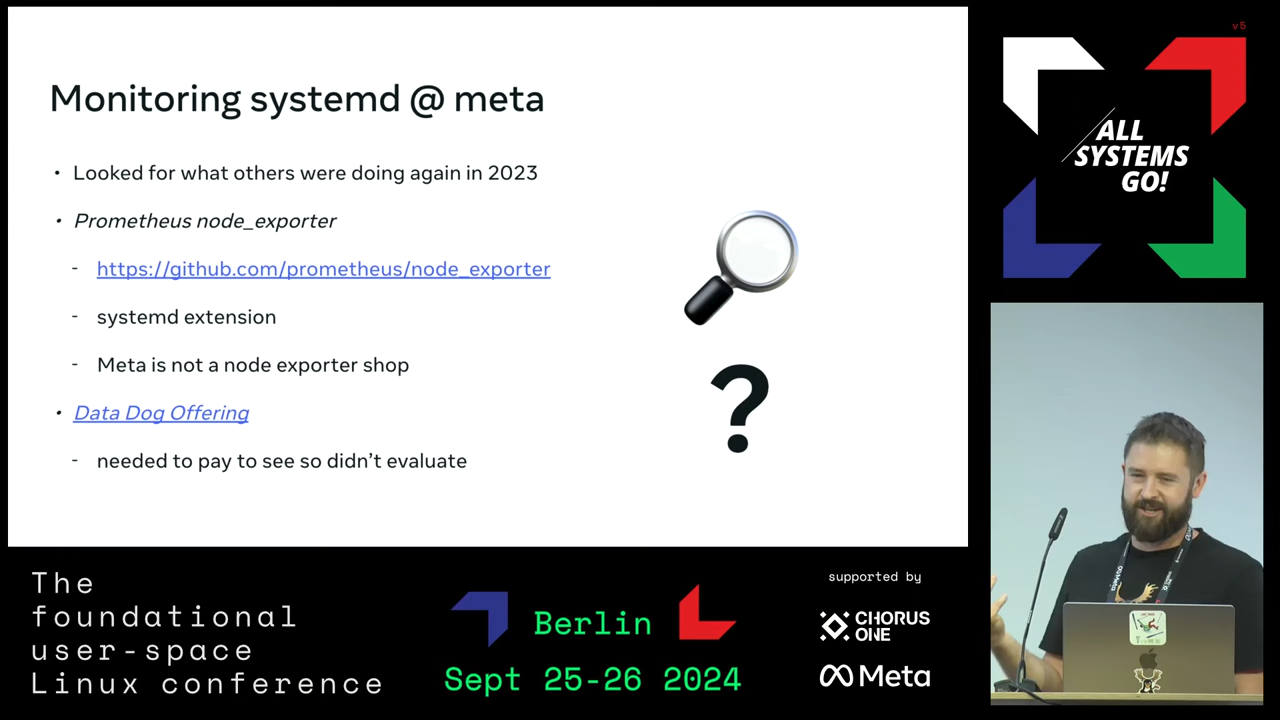 Monitoring systemd @ meta
• Looked for what others were doing again in 2023
• Prometheus node_exporter
- https://github.com/prometheus/node_exporter
- systemd extension
- Meta is not a node exporter shop
• Data Dog Offering
- needed to pay to see so didn’t evaluate
?
v5
ALL
SYSTEMS
GO!
The
foundational
user-space
Linux conference
Berlin
Sept 25-26 2024
supported by
CHORUS
ONE
Meta